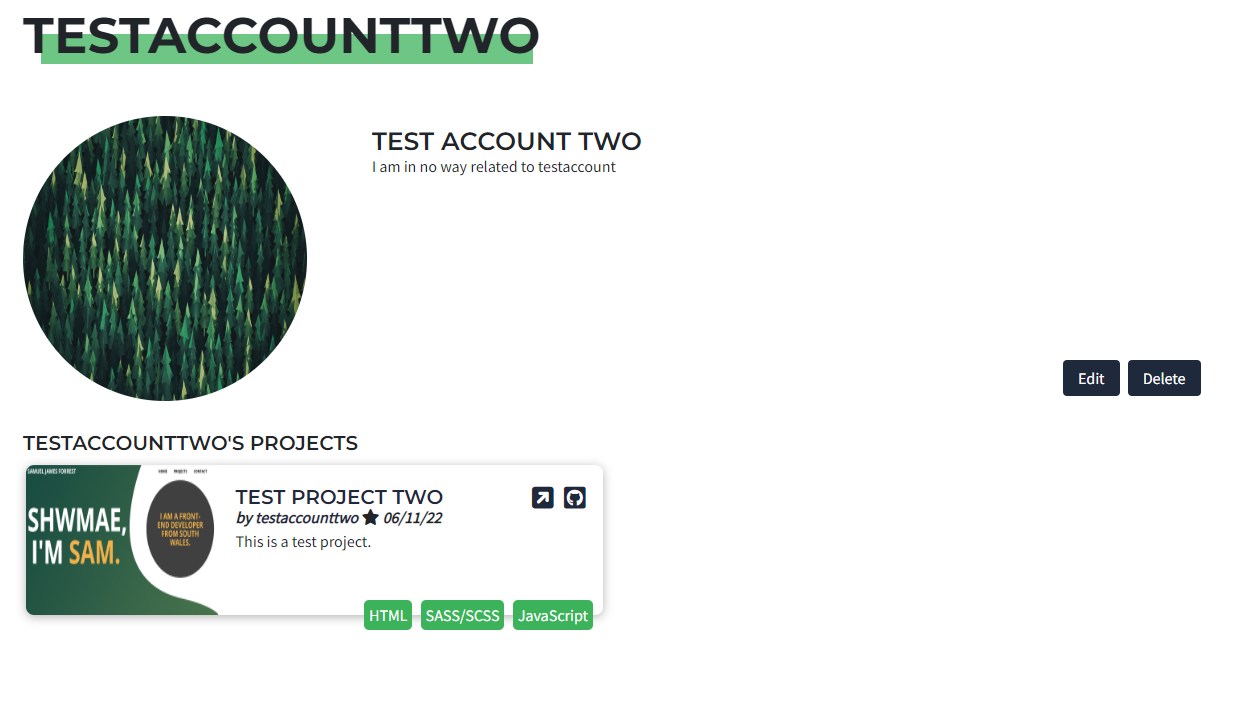 TESTACCOUNTTWO
TEST ACCOUNT TWO
I am in no way related to testaccount
Edit
Delete
TESTACCOUNTTWO'S PROJECTS
SAMUEL JAMES FORREST
HOME PROJECTS CONTACT
SHWMAE,
I'M SAM.
I AM A FRONT-
END DEVELOPER
FROM SOUTH
WALES.
TEST PROJECT TWO
by testaccounttwo 06/11/22
This is a test project.
HTML
SASS/SCSS
JavaScript